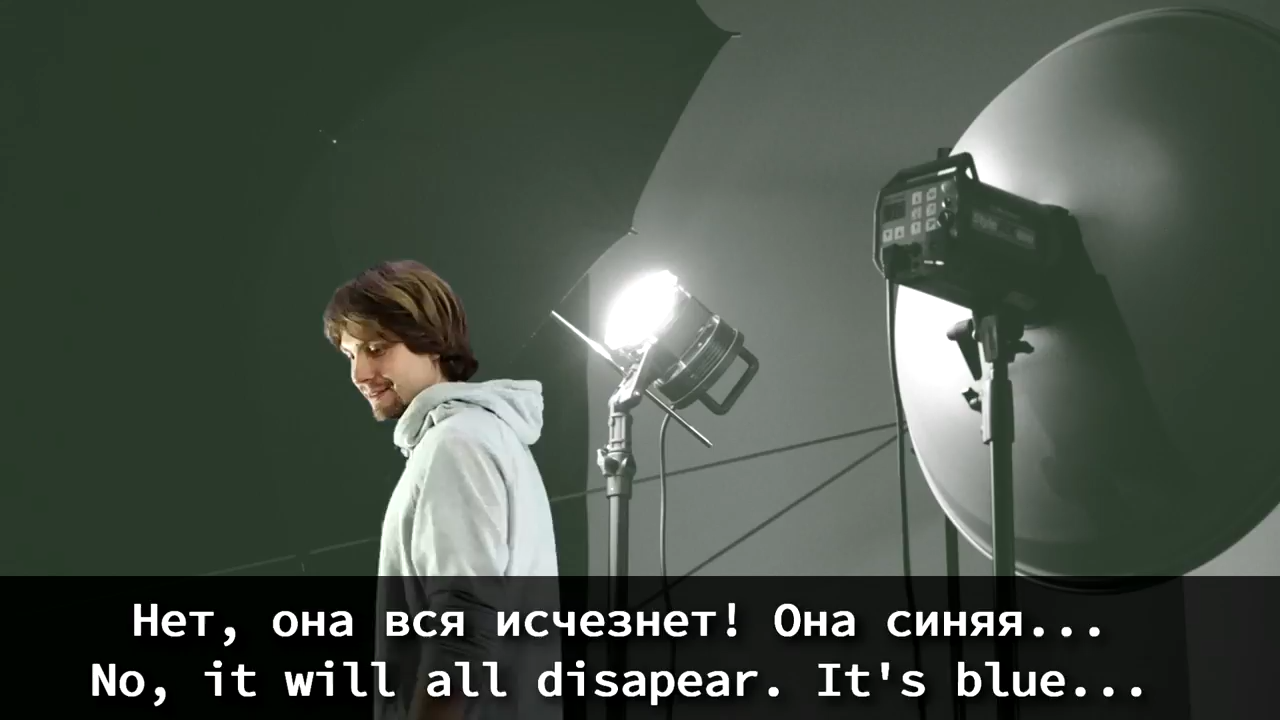 Нет, она вся исчезнет! Она синяя...
No, it will all disapear. It's blue...